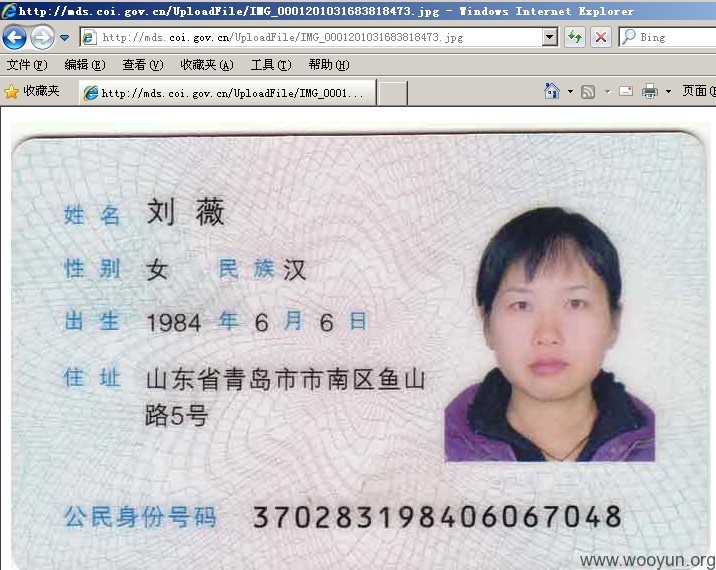 http://mds.coi.gov.cn/UploadFile/IMG_0001201031683818473.jpg - Windows Internet Explorer
http://mds.coi.gov.cn/UploadFile/IMG_0001201031683818473.jpg
Bing
文件(F) 编辑(E) 查看(V) 收藏夹(A) 工具(T) 帮助(H)
收藏夹
http://mds.coi.gov.cn/UploadFile/IMG_0001...
页面(
姓名 刘薇
性别 女 民族 汉
出生 1984 年 6 月 6 日
住址 山东省青岛市市南区鱼山
路5号
公民身份号码 370283198406067048
www.wooyun.org